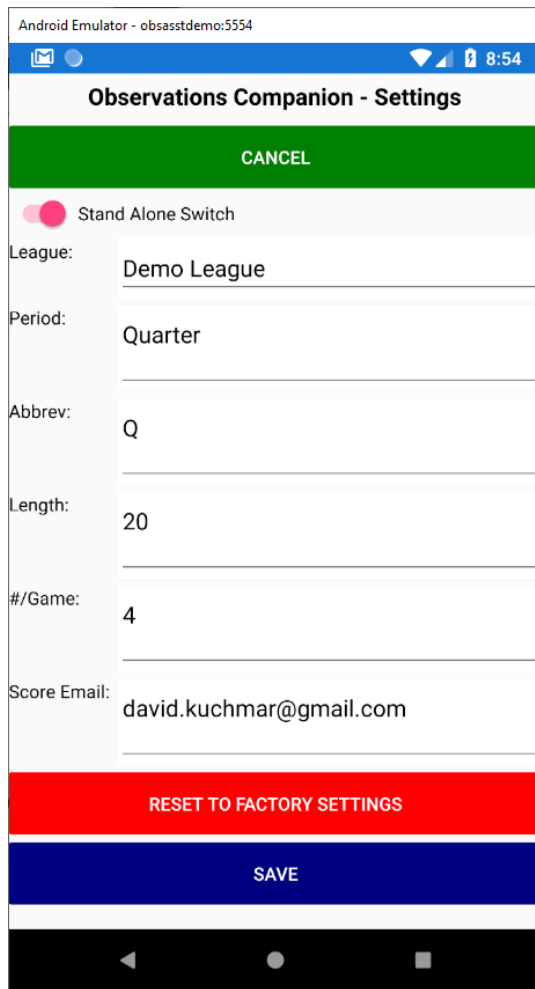 Android Emulator - obsasstdemo:5554
8:54
Observations Companion - Settings
CANCEL
Stand Alone Switch
League:
Demo League
Period:
Quarter
Abbrev:
Q
Length:
20
#/Game:
4
Score Email:
david.kuchmar@gmail.com
RESET TO FACTORY SETTINGS
SAVE